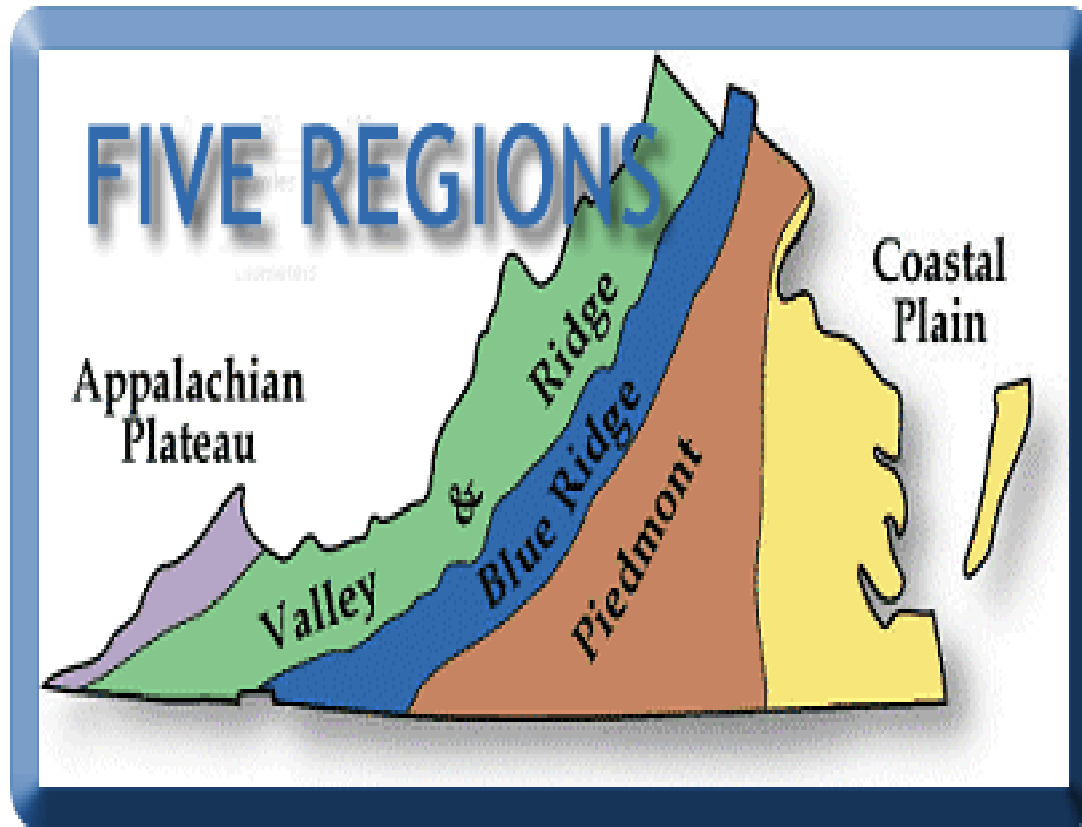 FIVE REGIONS
Appalachian
Plateau
Valley
&
Ridge
Blue Ridge
Piedmont
Coastal
Plain